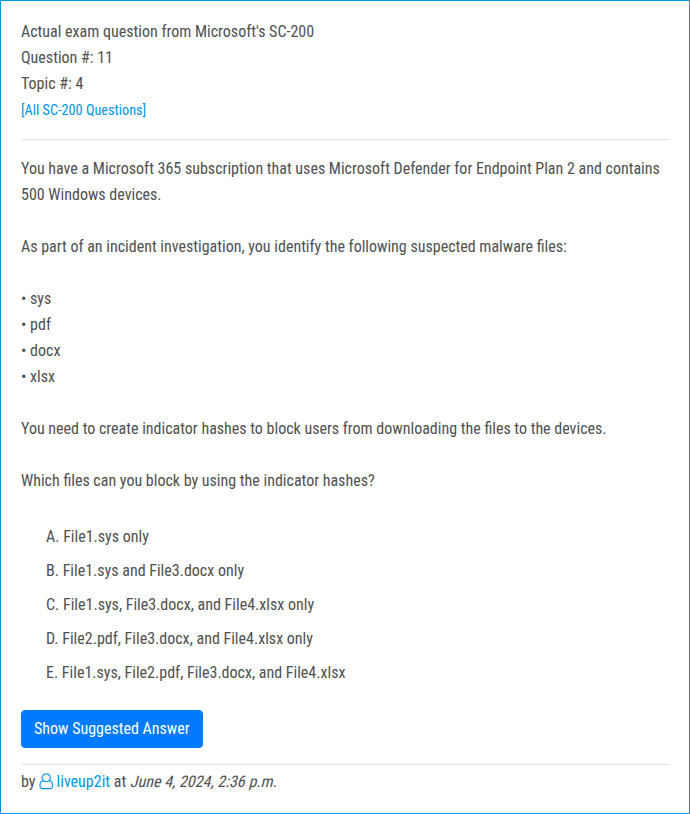 Actual exam question from Microsoft's SC-200
Question #: 11
Topic #: 4
[All SC-200 Questions]
You have a Microsoft 365 subscription that uses Microsoft Defender for Endpoint Plan 2 and contains
500 Windows devices.
As part of an incident investigation, you identify the following suspected malware files:
• sys
• pdf
• docx
• xlsx
You need to create indicator hashes to block users from downloading the files to the devices.
Which files can you block by using the indicator hashes?
A. File1.sys only
B. File1.sys and File3.docx only
C. File1.sys, File3.docx, and File4.xlsx only
D. File2.pdf, File3.docx, and File4.xlsx only
E. File1.sys, File2.pdf, File3.docx, and File4.xlsx
Show Suggested Answer
by liveup2it at June 4, 2024, 2:36 p.m.